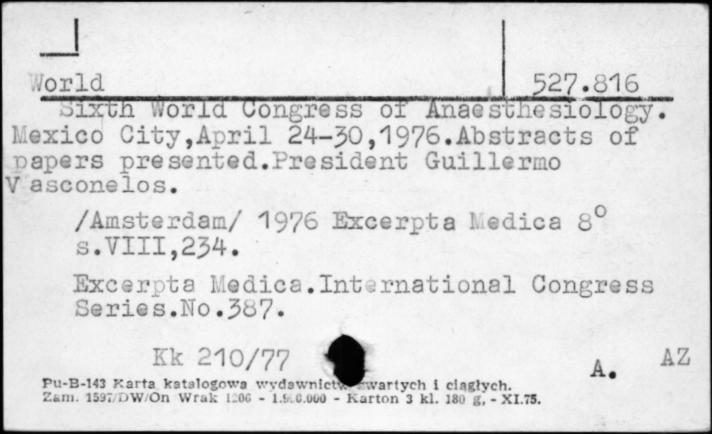 World 527.816
Sixth World Congress of Anaesthesiology.
Mexico City,April 24-30,1976.Abstracts of
papers presented.President Guillermo
Vasconelos.
/Amsterdam/ 1976 Excerpta Medica 8°
s.VIII,234.
Excerpta Medica.International Congress
Series.No.387.
Kk 210/77 A. AZ
Pu-B-143 Karta katalogowa wydawnictw zwartych i ciągłych.
Zam. 1597/DW/On Wrak 1206 - 1.9.0.000 - Karton 3 kl. 180 g, - XI.75.